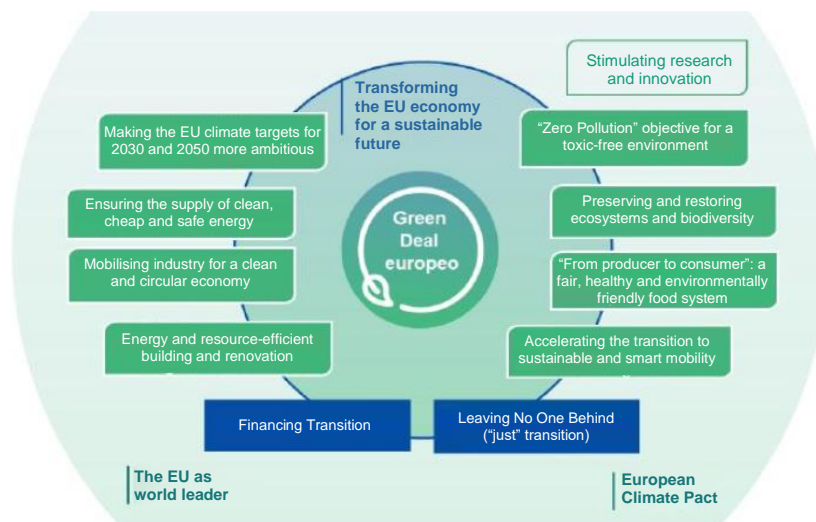 Stimulating research
and innovation
Transforming
the EU economy
for a sustainable
future
Making the EU climate targets for
2030 and 2050 more ambitious
"Zero Pollution" objective for a
toxic-free environment
Ensuring the supply of clean,
cheap and safe energy
Preserving and restoring
ecosystems and biodiversity
Green
Deal
europeo
Mobilising industry for a clean
and circular economy
“From producer to consumer”: a
fair, healthy and environmentally
friendly food system
Energy and resource-efficient
building and renovation
Accelerating the transition to
sustainable and smart mobility
Financing Transition
Leaving No One Behind
("just" transition)
The EU as
world leader
European
Climate Pact